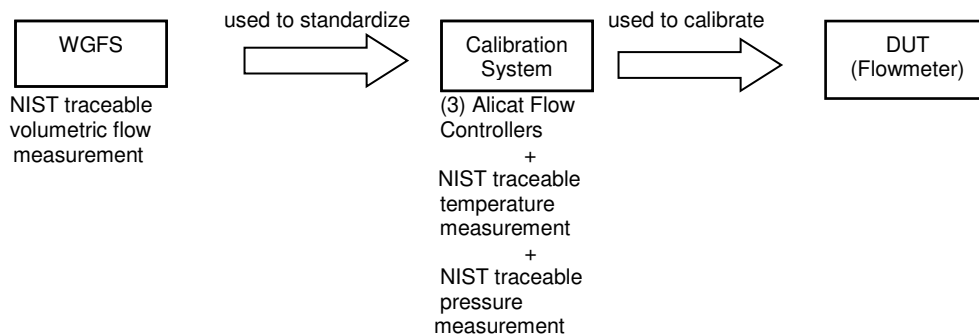 used to standardize
used to calibrate
WGFS
Calibration
System
DUT
(Flowmeter)
NIST traceable
volumetric flow
measurement
(3) Alicat Flow
Controllers
+
NIST traceable
temperature
measurement
+
NIST traceable
pressure
measurement